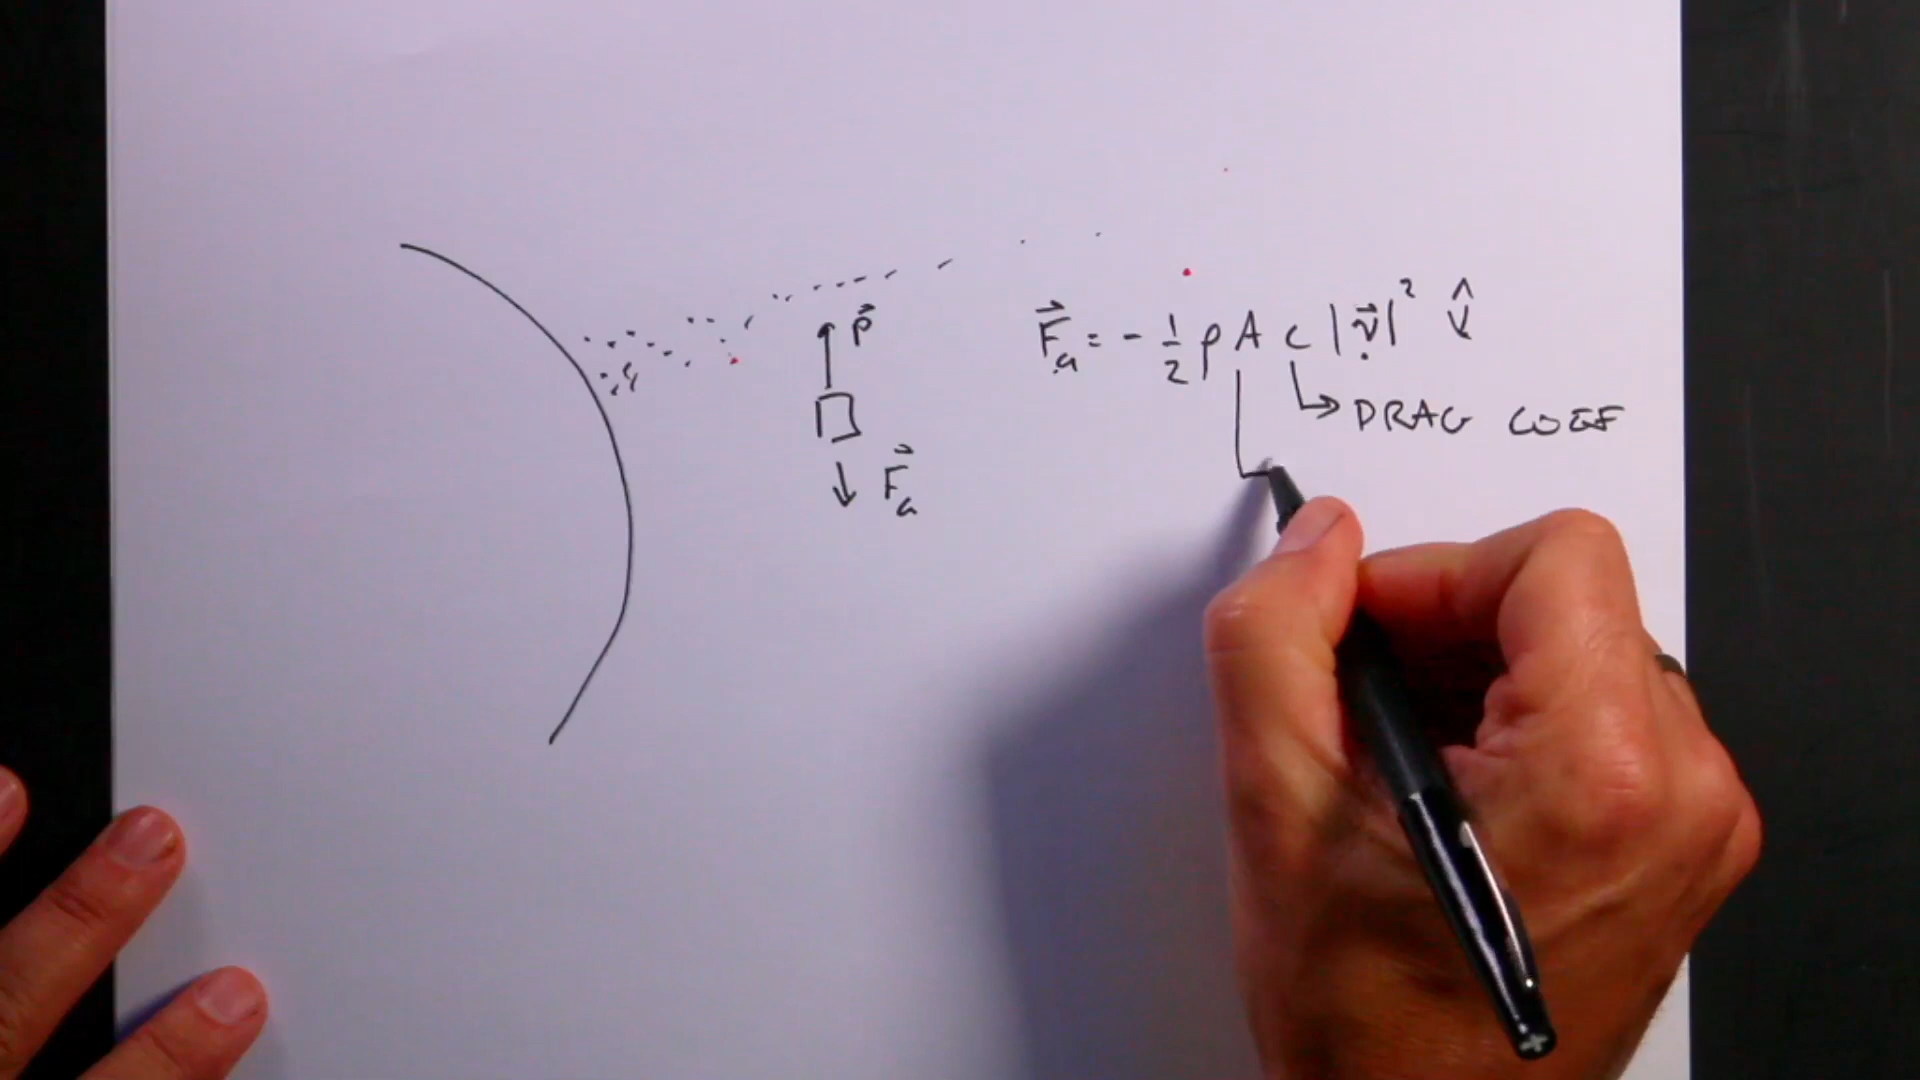 p⃗
F⃗ₐ
F⃗ₐ = - 1/2 ρ A C |v⃗|² v̂
DRAG COEF